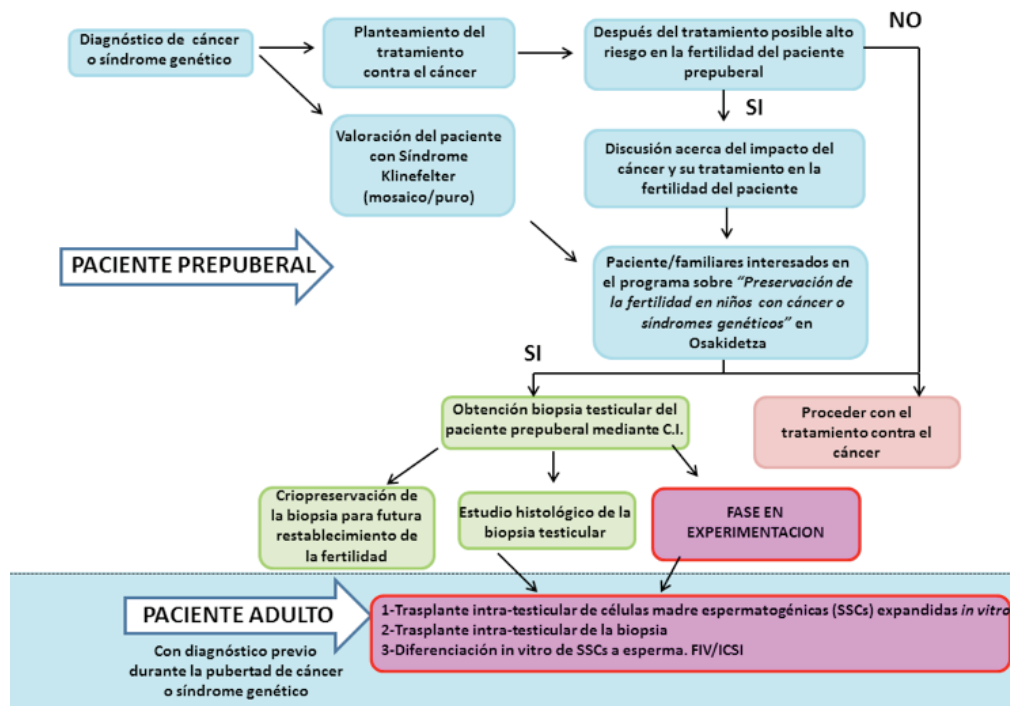 Diagnóstico de cáncer
o síndrome genético
Planteamiento del
tratamiento
contra el cáncer
Después del tratamiento posible alto
riesgo en la fertilidad del paciente
prepuberal
NO
SI
Valoración del paciente
con Síndrome
Klinefelter
(mosaico/puro)
Discusión acerca del impacto del
cáncer y su tratamiento en la
fertilidad del paciente
PACIENTE PREPUBERAL
Paciente/familiares interesados en
el programa sobre “Preservación de
la fertilidad en niños con cáncer o
síndromes genéticos” en
Osakidetza
SI
Obtención biopsia testicular del
paciente prepuberal mediante C.I.
Proceder con el
tratamiento contra el
cáncer
Criopreservación de
la biopsia para futura
restablecimiento de
la fertilidad
Estudio histológico de la
biopsia testicular
FASE EN
EXPERIMENTACION
PACIENTE ADULTO
Con diagnóstico previo
durante la pubertad de cáncer
o síndrome genético
1-Trasplante intra-testicular de células madre espermatogénicas (SSCs) expandidas in vitro
2-Trasplante intra-testicular de la biopsia
3-Diferenciación in vitro de SSCs a esperma. FIV/ICSI